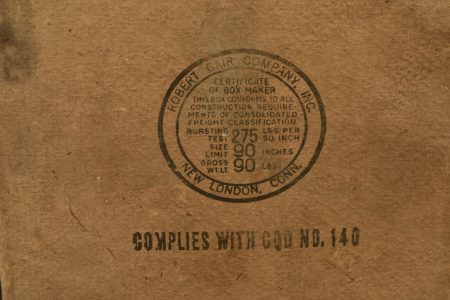 ROBERT GAIR COMPANY, INC.
CERTIFICATE
OF BOX MAKER
THIS BOX CONFORMS TO ALL
CONSTRUCTION REQUIRE-
MENTS OF CONSOLIDATED
FREIGHT CLASSIFICATION
BURSTING TEST 275 LBS. PER SQ INCH
SIZE LIMIT 90 INCHES
GROSS WT. LT. 90 LBS.
NEW LONDON, CONN.
COMPLIES WITH CQD NO. 140